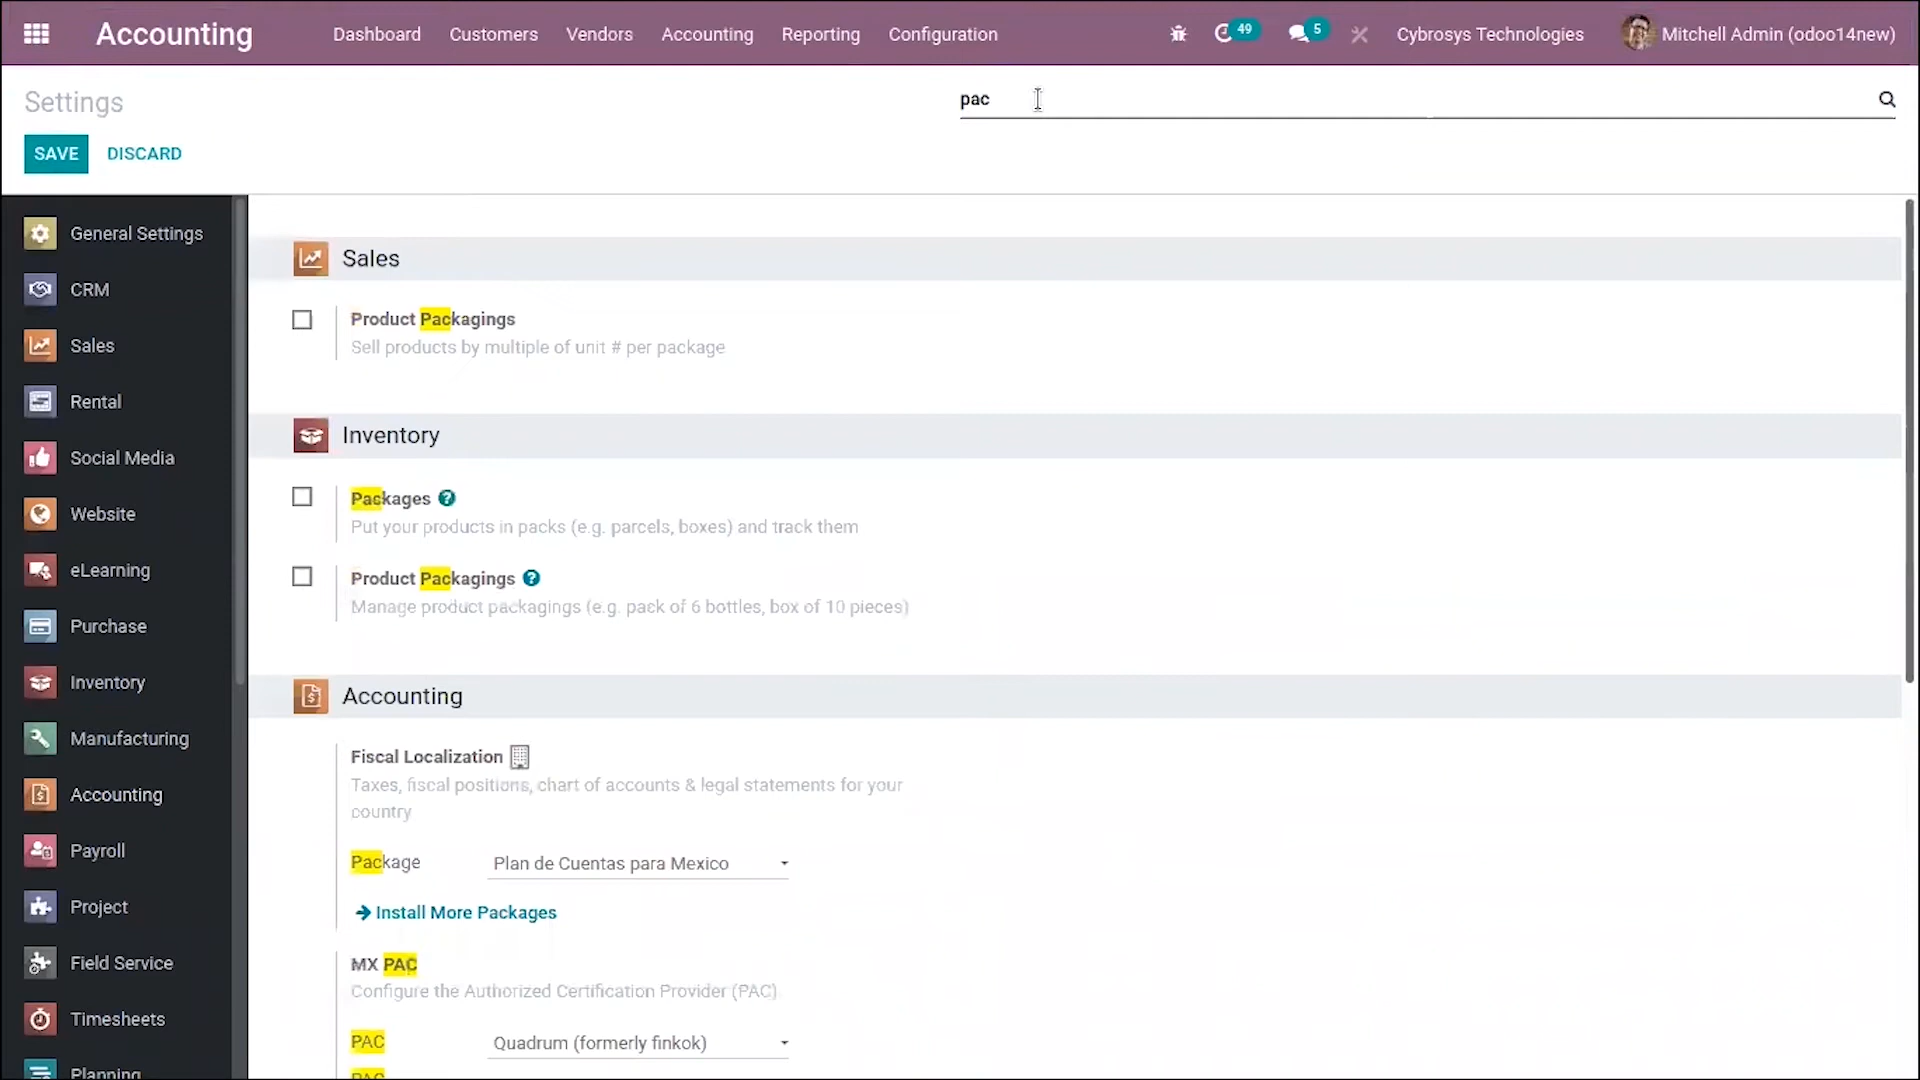 Accounting Dashboard Customers Vendors Accounting Reporting Configuration 49 5 Cybrosys Technologies Mitchell Admin (odoo14new)
Settings
pac
SAVE DISCARD
General Settings
CRM
Sales
Rental
Social Media
Website
eLearning
Purchase
Inventory
Manufacturing
Accounting
Payroll
Project
Field Service
Timesheets
Planning
Sales
Product Packagings
Sell products by multiple of unit # per package
Inventory
Packages ?
Put your products in packs (e.g. parcels, boxes) and track them
Product Packagings ?
Manage product packagings (e.g. pack of 6 bottles, box of 10 pieces)
Accounting
Fiscal Localization
Taxes, fiscal positions, chart of accounts & legal statements for your
country
Package Plan de Cuentas para Mexico
Install More Packages
MX PAC
Configure the Authorized Certification Provider (PAC)
PAC Quadrum (formerly finkok)
PAC